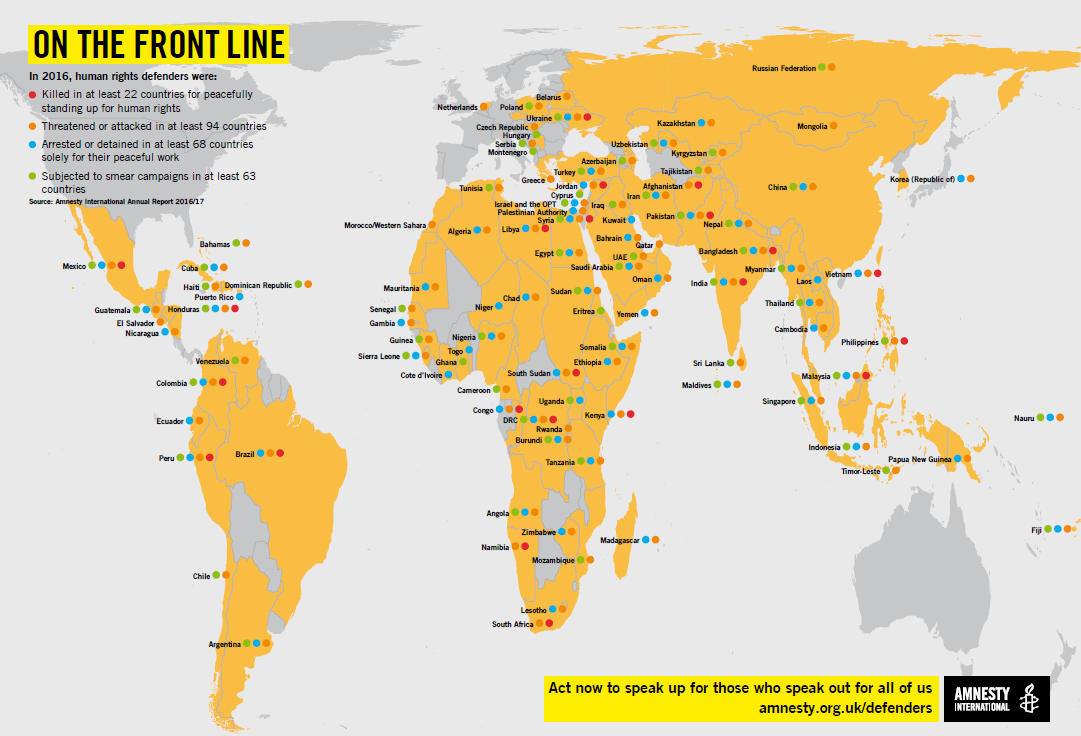 ON THE FRONT LINE
In 2016, human rights defenders were:
Killed in at least 22 countries for peacefully
standing up for human rights
Threatened or attacked in at least 94 countries
Arrested or detained in at least 68 countries
solely for their peaceful work
Subjected to smear campaigns in at least 63
countries
Source: Amnesty International Annual Report 2016/17
Russian Federation
Belarus
Netherlands
Poland
Ukraine
Czech Republic
Hungary
Serbia
Montenegro
Kazakhstan
Mongolia
Uzbekistan
Kyrgyzstan
Azerbaijan
Turkey
Tajikistan
Greece
Korea (Republic of)
Tunisia
Jordan
Afghanistan
China
Cyprus
Iran
Israel and the OPT
Iraq
Palestinian Authority
Syria
Kuwait
Pakistan
Nepal
Morocco/Western Sahara
Algeria
Libya
Bahrain
Qatar
Bahamas
Egypt
UAE
Bangladesh
Mexico
Cuba
Saudi Arabia
Myanmar
Vietnam
Oman
Laos
India
Haiti
Dominican Republic
Mauritania
Sudan
Puerto Rico
Chad
Thailand
Guatemala
Honduras
Senegal
Niger
Eritrea
Yemen
El Salvador
Gambia
Nicaragua
Cambodia
Guinea
Nigeria
Philippines
Togo
Somalia
Sierra Leone
Ghana
Ethiopia
Sri Lanka
Venezuela
Cote d'Ivoire
South Sudan
Malaysia
Colombia
Maldives
Cameroon
Uganda
Singapore
Congo
Kenya
Ecuador
DRC
Nauru
Rwanda
Burundi
Indonesia
Brazil
Peru
Tanzania
Papua New Guinea
Timor-Leste
Angola
Zimbabwe
Fiji
Madagascar
Namibia
Mozambique
Chile
Lesotho
South Africa
Argentina
Act now to speak up for those who speak out for all of us
amnesty.org.uk/defenders
AMNESTY
INTERNATIONAL